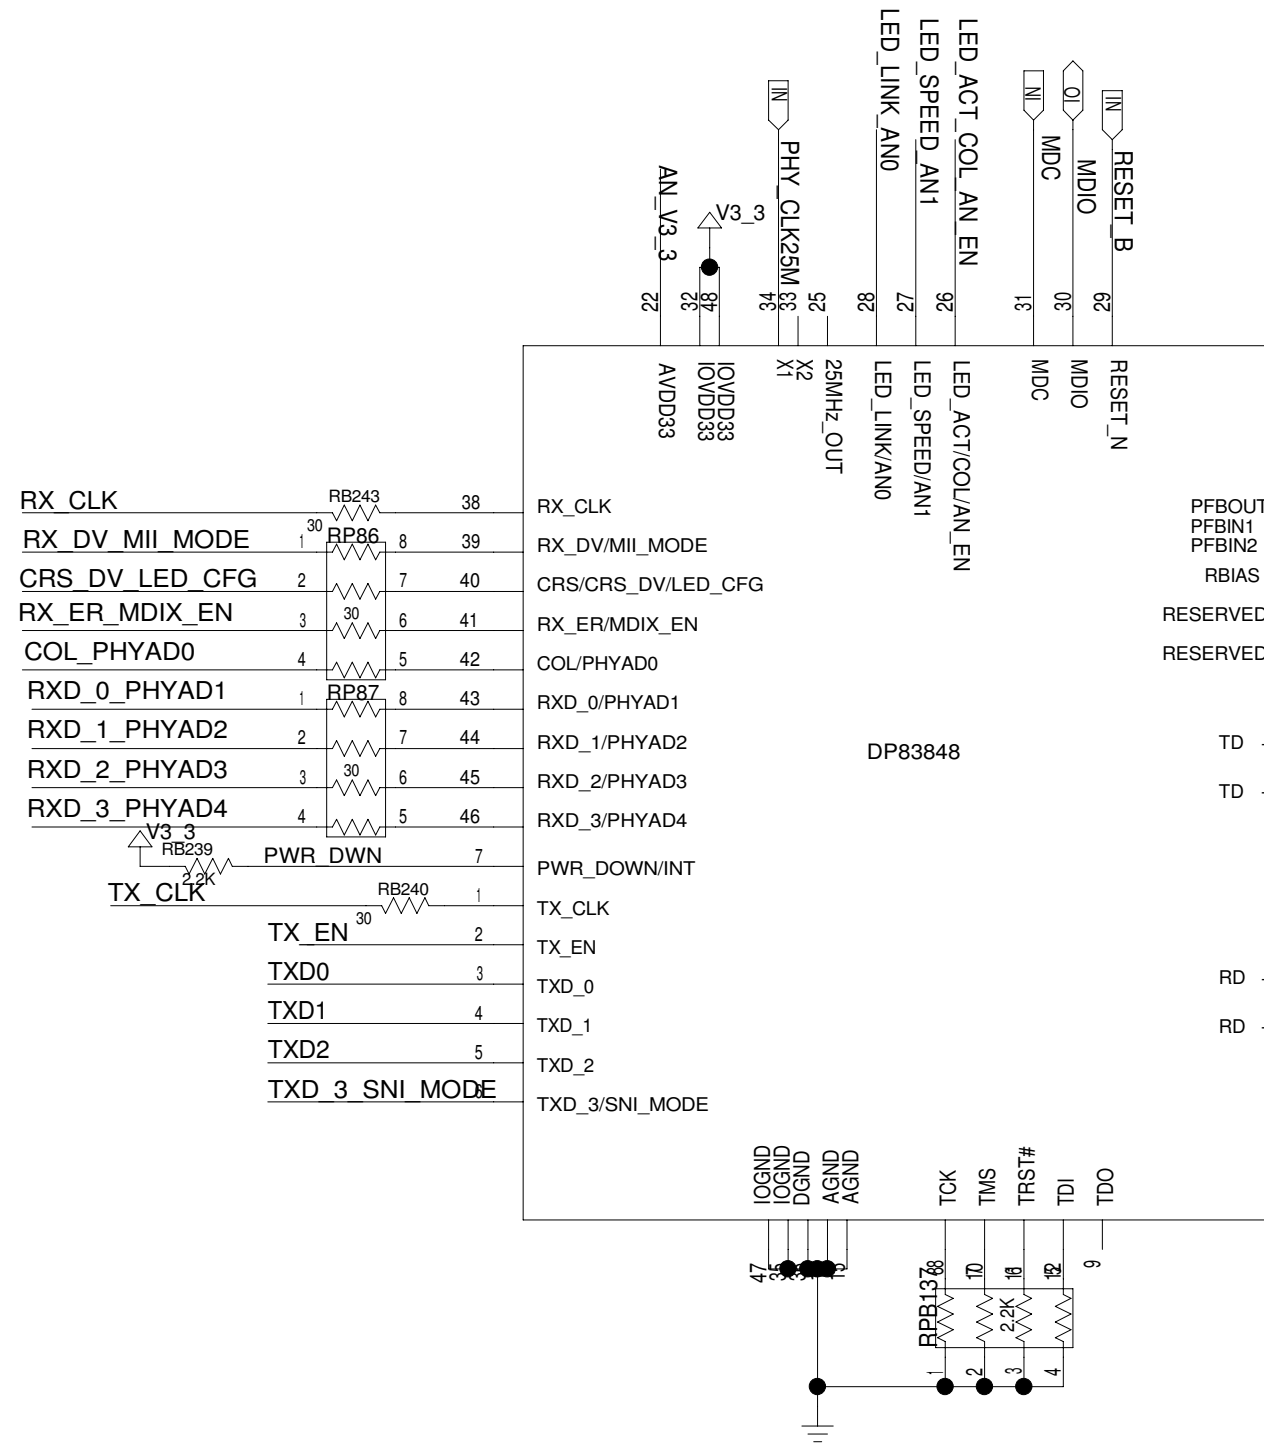 LED_LINK_AN0
LED_SPEED_AN1
LED_ACT_COL_AN_EN
IN
IN
IO
IN
AN_V3_3
V3_3
PHY_CLK25M
MDC
MDIO
RESET_B
22
32
48
34
33
25
28
27
26
31
30
29
AVDD33
IOVDD33
IOVDD33
X1
X2
25MHz_OUT
LED_LINK/AN0
LED_SPEED/AN1
LED_ACT/COL/AN_EN
MDC
MDIO
RESET_N
RX_CLK RB243 30 38 RX_CLK
RX_DV_MII_MODE 1 RP86 8 39 RX_DV/MII_MODE
CRS_DV_LED_CFG 2 7 40 CRS/CRS_DV/LED_CFG
RX_ER_MDIX_EN 3 30 6 41 RX_ER/MDIX_EN
COL_PHYAD0 4 5 42 COL/PHYAD0
RXD_0_PHYAD1 1 RP87 8 43 RXD_0/PHYAD1
RXD_1_PHYAD2 2 7 44 RXD_1/PHYAD2
RXD_2_PHYAD3 3 30 6 45 RXD_2/PHYAD3
RXD_3_PHYAD4 4 5 46 RXD_3/PHYAD4
V3_3
RB239 2.2K PWR_DWN 7 PWR_DOWN/INT
TX_CLK 30 RB240 1 TX_CLK
TX_EN 2 TX_EN
TXD0 3 TXD_0
TXD1 4 TXD_1
TXD2 5 TXD_2
TXD_3_SNI_MODE 6 TXD_3/SNI_MODE
DP83848
PFBOUT
PFBIN1
PFBIN2
RBIAS
RESERVED
RESERVED
TD -
TD -
RD -
RD -
IOGND
IOGND
DGND
AGND
AGND
TCK
TMS
TRST#
TDI
TDO
47
35
9
RPB137
2.2K
1
2
3
4